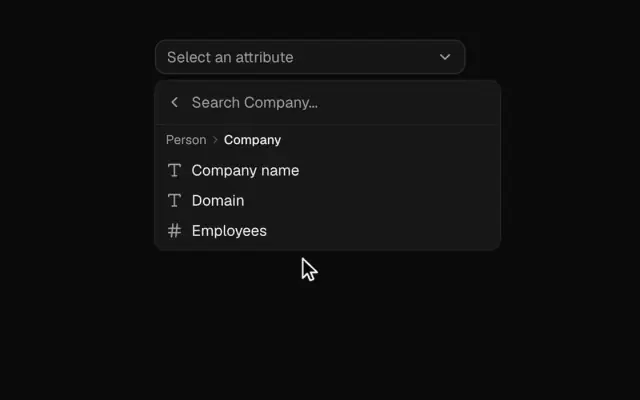 Select an attribute
Search Company...
Person > Company
Company name
Domain
Employees